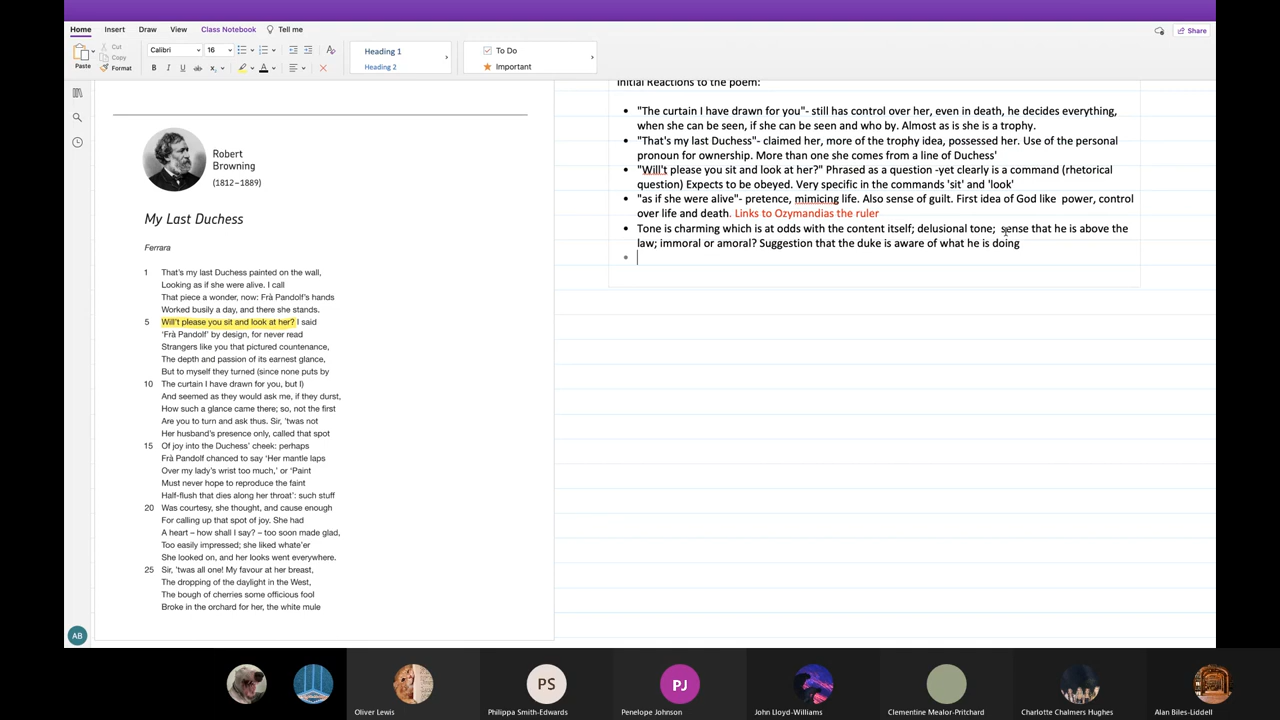 Home Insert Draw View Class Notebook Tell me
Share
Paste
Cut
Copy
Format
Calibri 16
B I U ab x A
Heading 1
Heading 2
To Do
Important
Robert
Browning
(1812–1889)
My Last Duchess
Ferrara
1 That's my last Duchess painted on the wall,
Looking as if she were alive. I call
That piece a wonder, now: Frà Pandolf's hands
Worked busily a day, and there she stands.
5 Will't please you sit and look at her? I said
'Frà Pandolf' by design, for never read
Strangers like you that pictured countenance,
The depth and passion of its earnest glance,
But to myself they turned (since none puts by
10 The curtain I have drawn for you, but I)
And seemed as they would ask me, if they durst,
How such a glance came there; so, not the first
Are you to turn and ask thus. Sir, 'twas not
Her husband's presence only, called that spot
15 Of joy into the Duchess' cheek: perhaps
Frà Pandolf chanced to say 'Her mantle laps
Over my lady's wrist too much,' or 'Paint
Must never hope to reproduce the faint
Half-flush that dies along her throat': such stuff
20 Was courtesy, she thought, and cause enough
For calling up that spot of joy. She had
A heart – how shall I say? – too soon made glad,
Too easily impressed; she liked whate'er
She looked on, and her looks went everywhere.
25 Sir, 'twas all one! My favour at her breast,
The dropping of the daylight in the West,
The bough of cherries some officious fool
Broke in the orchard for her, the white mule
Initial Reactions to the poem:
• "The curtain I have drawn for you"- still has control over her, even in death, he decides everything,
when she can be seen, if she can be seen and who by. Almost as is she is a trophy.
• "That's my last Duchess"- claimed her, more of the trophy idea, possessed her. Use of the personal
pronoun for ownership. More than one she comes from a line of Duchess'
• "Will't please you sit and look at her?" Phrased as a question -yet clearly is a command (rhetorical
question) Expects to be obeyed. Very specific in the commands 'sit' and 'look'
• "as if she were alive"- pretence, mimicing life. Also sense of guilt. First idea of God like power, control
over life and death. Links to Ozymandias the ruler
• Tone is charming which is at odds with the content itself; delusional tone; sense that he is above the
law; immoral or amoral? Suggestion that the duke is aware of what he is doing
•
AB
PS
PJ
Oliver Lewis
Philippa Smith-Edwards
Penelope Johnson
John Lloyd-Williams
Clementine Mealor-Pritchard
Charlotte Chalmers Hughes
Alan Biles-Liddell